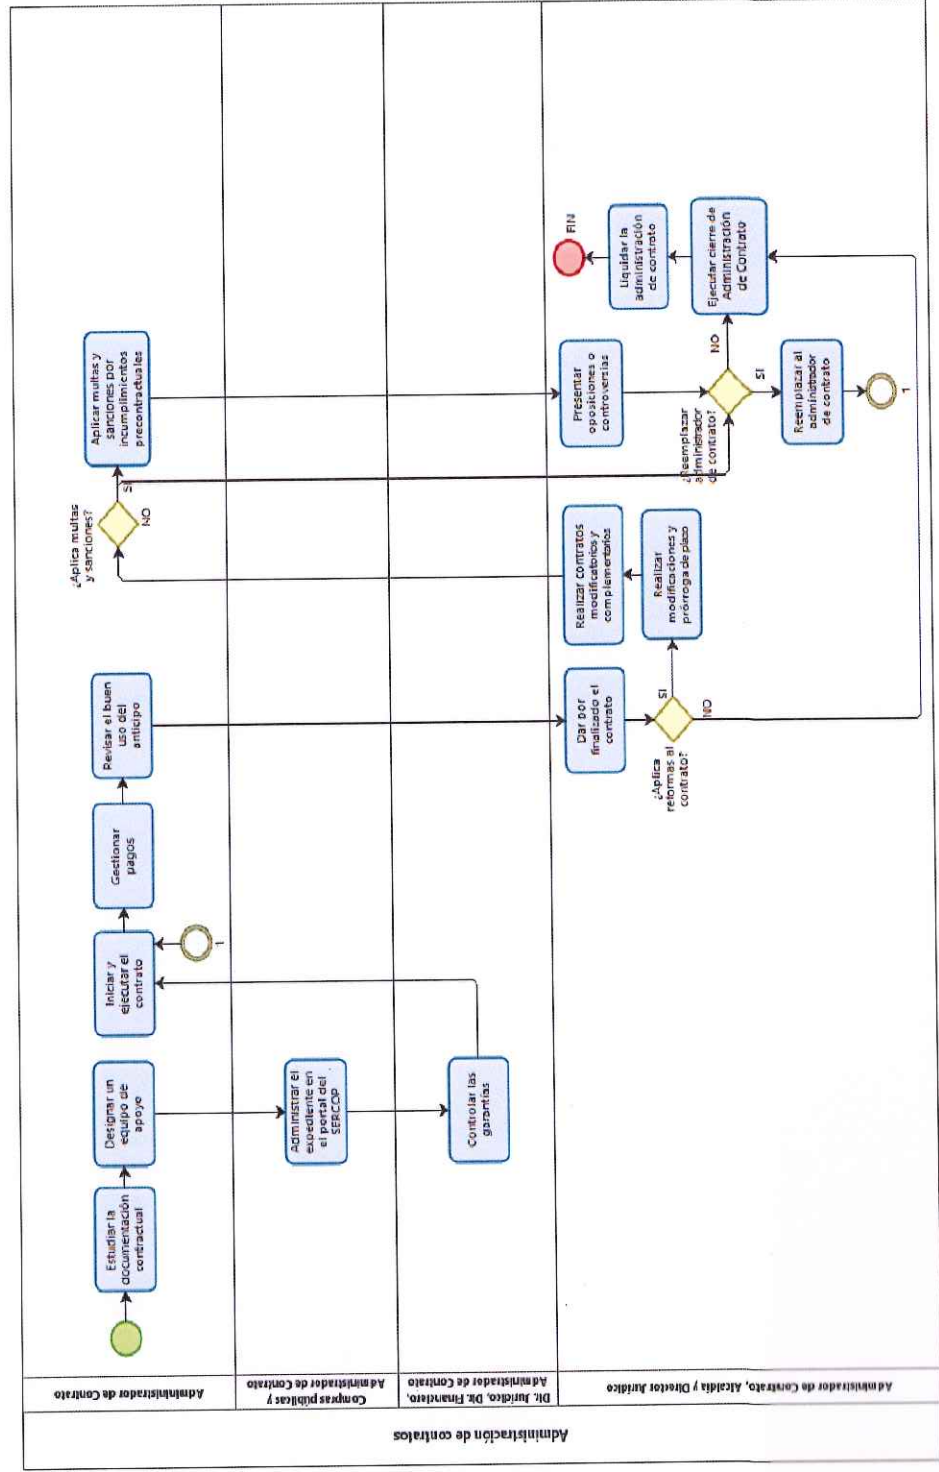 Administración de contratos
Admininistrador de Contrato
Estudiar la
documentación
contractual
Designar un
equipo de
apoyo
Iniciar y
ejecutar el
contrato
1
Gestionar
pagos
Revisar el buen
uso del
anticipo
¿Aplica multas
y sanciones?
SI
NO
Aplicar multas y
sanciones por
incumplimientos
precontractuales
Compras públicas y
Administrador de Contrato
Administrar el
expediente en
el portal del
SERCOP
Dir. Jurídico, Dir. Financiero,
Administrador de Contrato
Controlar las
garantías
Administrador de Constrato, Alcaldía y Director Jurídico
Dar por
finalizado el
contrato
¿Aplica
reformas al
contrato?
SI
NO
Realizar
modificaciones y
prórroga de plazo
Realizar contratos
modificatorios y
complementarios
Presentar
oposiciones o
controversias
¿Reemplazar
administrador
de contrato?
NO
SI
Reemplazar al
administrador
de contrato
1
Ejecutar cierre de
Administración
de Contrato
Liquidar la
administración
de contrato
FIN